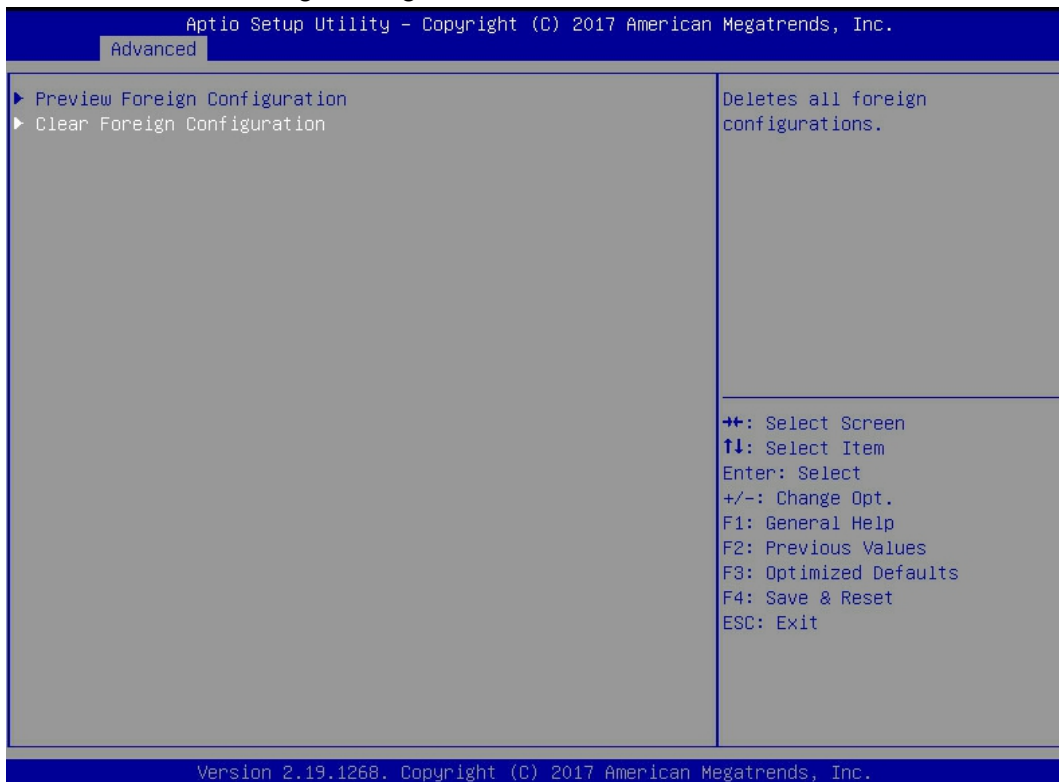 Aptio Setup Utility – Copyright (C) 2017 American Megatrends, Inc.
Advanced
Preview Foreign Configuration
Clear Foreign Configuration
Deletes all foreign
configurations.
→←: Select Screen
↑↓: Select Item
Enter: Select
+/-: Change Opt.
F1: General Help
F2: Previous Values
F3: Optimized Defaults
F4: Save & Reset
ESC: Exit
Version 2.19.1268. Copyright (C) 2017 American Megatrends, Inc.